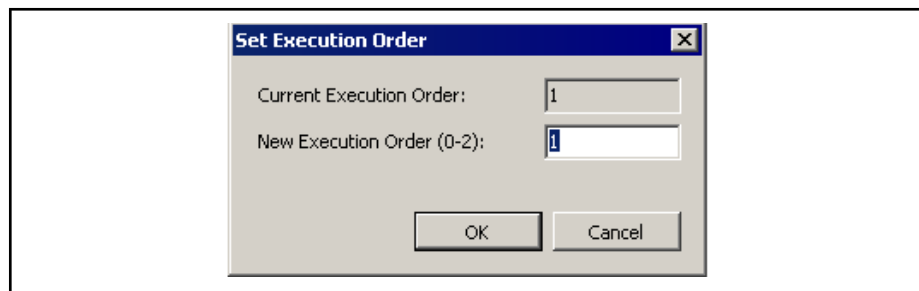 Set Execution Order
Current Execution Order: 1
New Execution Order (0-2): 1
OK Cancel